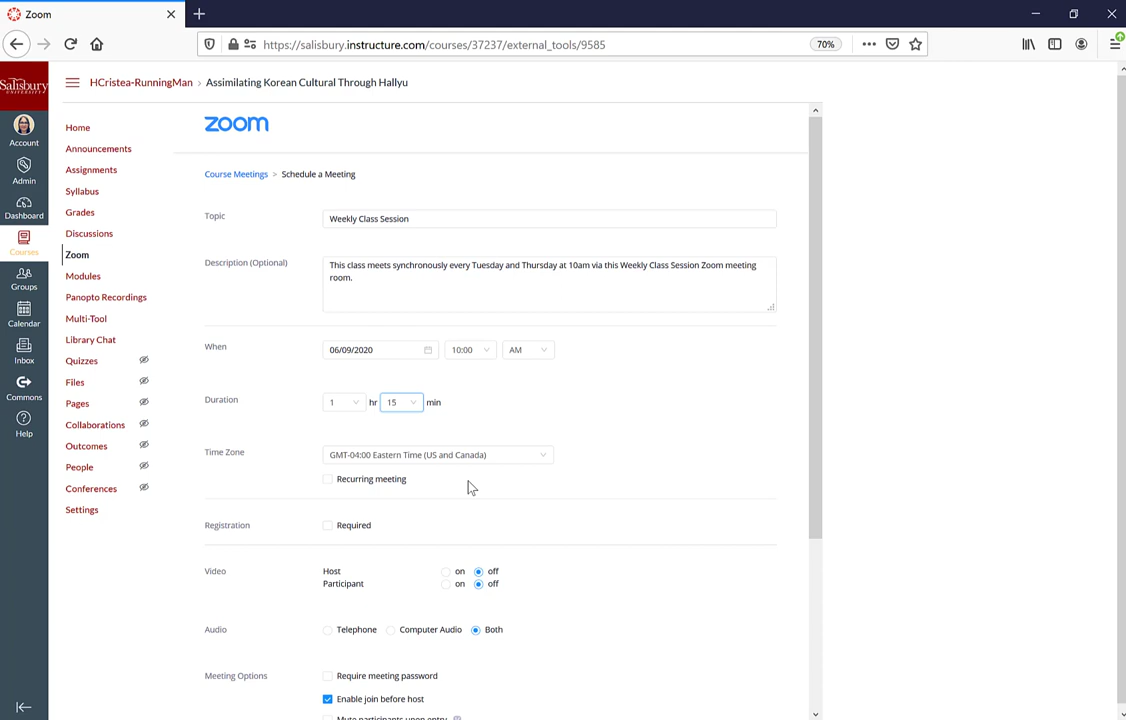 Zoom
https://salisbury.instructure.com/courses/37237/external_tools/9585
70%
Salisbury
UNIVERSITY
HCristea-RunningMan > Assimilating Korean Cultural Through Hallyu
Account
Admin
Dashboard
Courses
Groups
Calendar
Inbox
Commons
Help
Home
Announcements
Assignments
Syllabus
Grades
Discussions
Zoom
Modules
Panopto Recordings
Multi-Tool
Library Chat
Quizzes
Files
Pages
Collaborations
Outcomes
People
Conferences
Settings
zoom
Course Meetings > Schedule a Meeting
Topic
Weekly Class Session
Description (Optional)
This class meets synchronously every Tuesday and Thursday at 10am via this Weekly Class Session Zoom meeting
room.
When
06/09/2020 10:00 AM
Duration
1 hr 15 min
Time Zone
GMT-04:00 Eastern Time (US and Canada)
Recurring meeting
Registration
Required
Video
Host on off
Participant on off
Audio
Telephone Computer Audio Both
Meeting Options
Require meeting password
Enable join before host
Mute participants upon entry